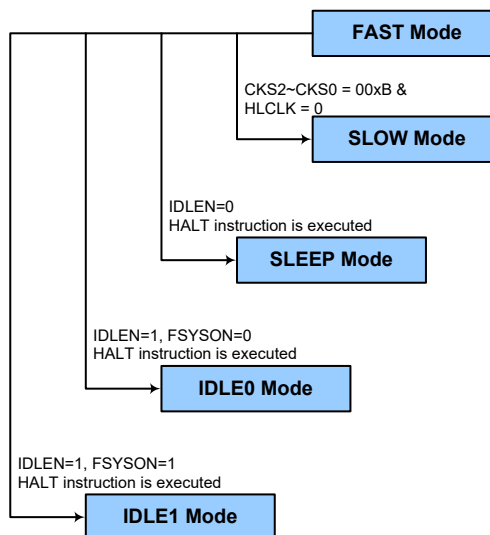 FAST Mode
CKS2~CKS0 = 00xB &
HLCLK = 0
SLOW Mode
IDLEN=0
HALT instruction is executed
SLEEP Mode
IDLEN=1, FSYSON=0
HALT instruction is executed
IDLE0 Mode
IDLEN=1, FSYSON=1
HALT instruction is executed
IDLE1 Mode